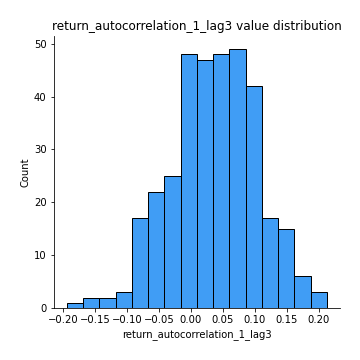 return_autocorrelation_1_lag3 value distribution
50
40
30
20
10
0
Count
−0.20 −0.15 −0.10 −0.05 0.00 0.05 0.10 0.15 0.20
return_autocorrelation_1_lag3